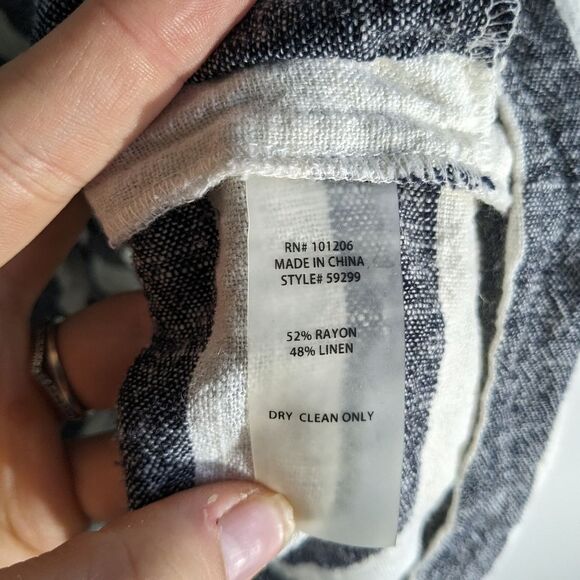 RN# 101206
MADE IN CHINA
STYLE# 59299
52% RAYON
48% LINEN
DRY CLEAN ONLY